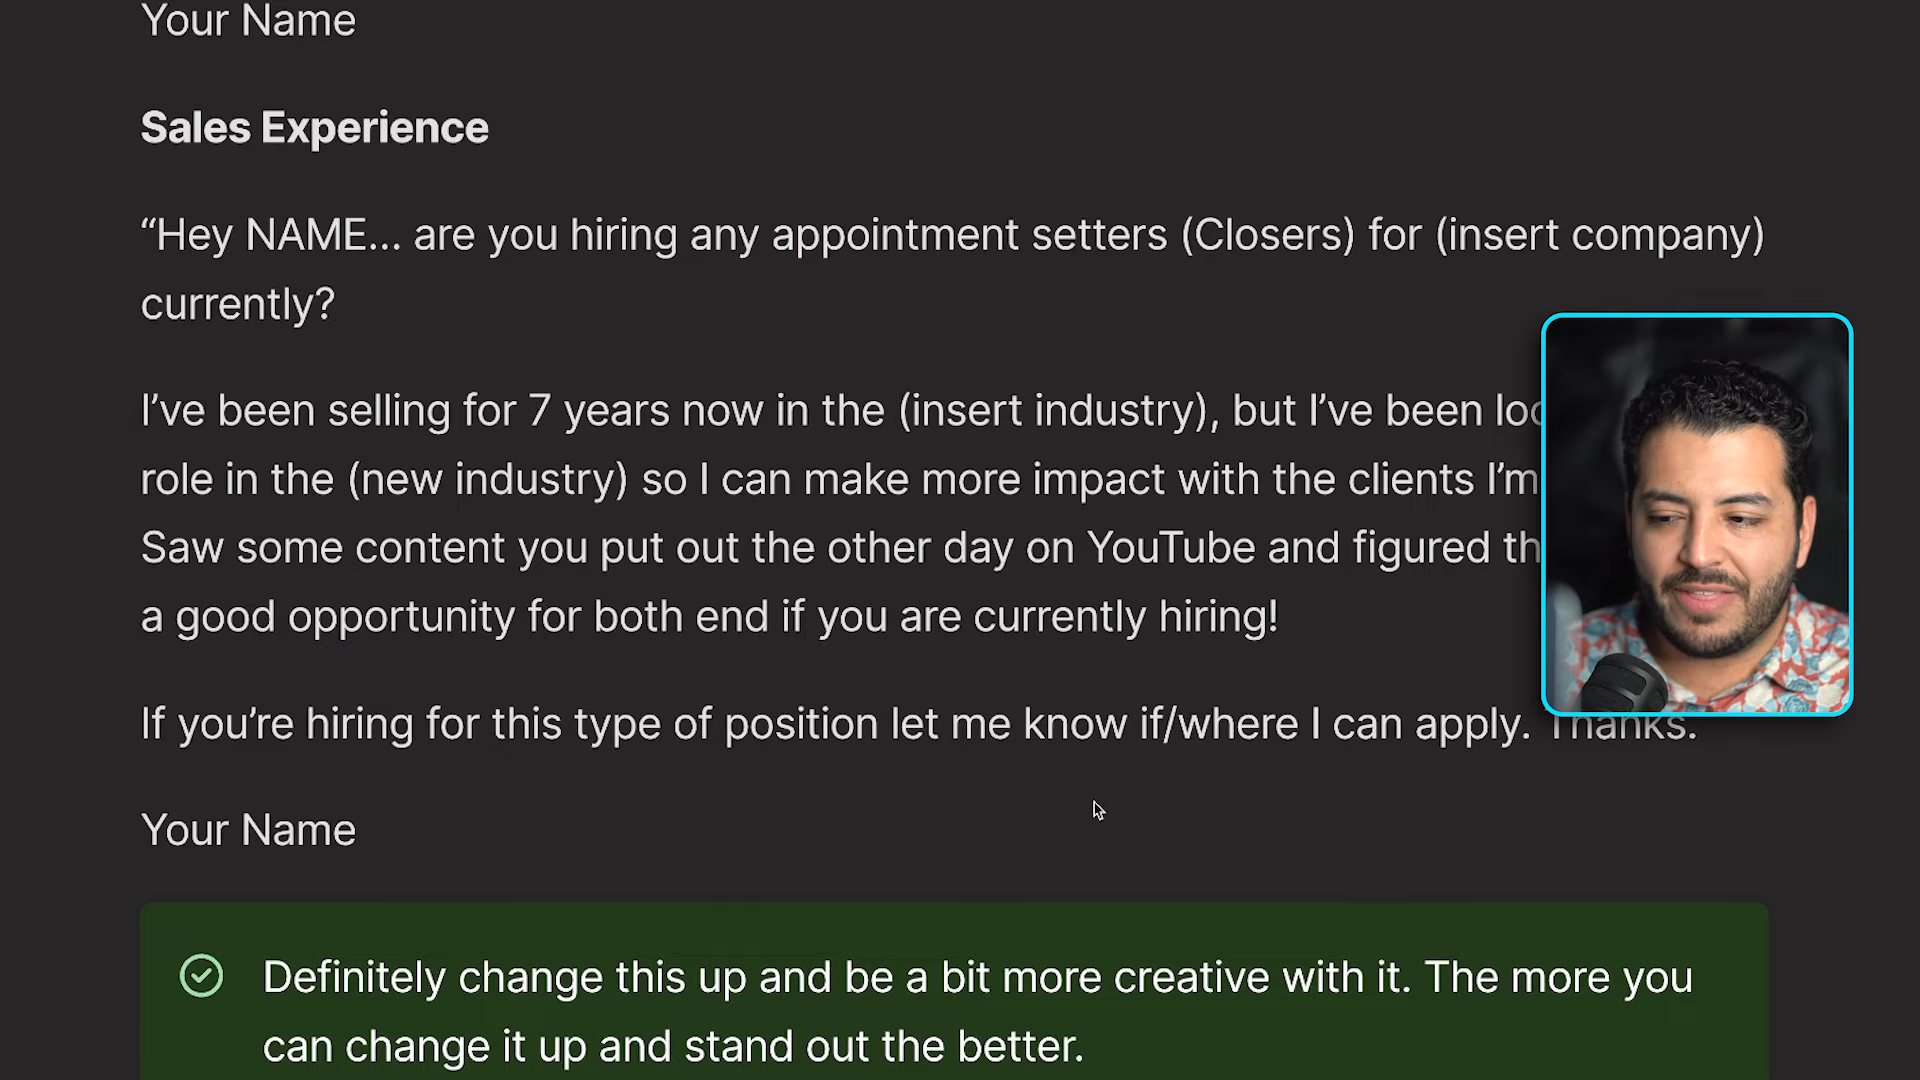 Your Name
Sales Experience
“Hey NAME... are you hiring any appointment setters (Closers) for (insert company)
currently?
I’ve been selling for 7 years now in the (insert industry), but I’ve been
role in the (new industry) so I can make more impact with the clients I’m
Saw some content you put out the other day on YouTube and figured
a good opportunity for both end if you are currently hiring!
If you’re hiring for this type of position let me know if/where I can apply. Thanks.
Your Name
Definitely change this up and be a bit more creative with it. The more you
can change it up and stand out the better.